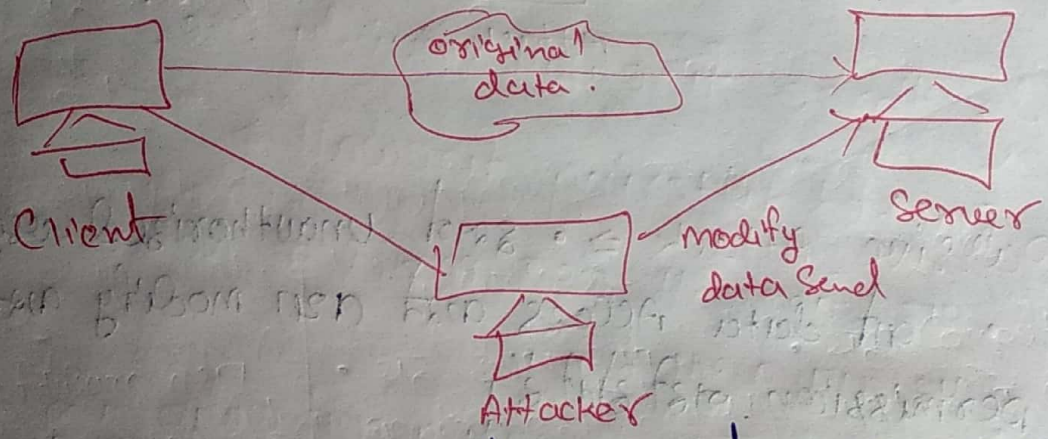 original
data.
Client
Server
modify
data Send
Attacker